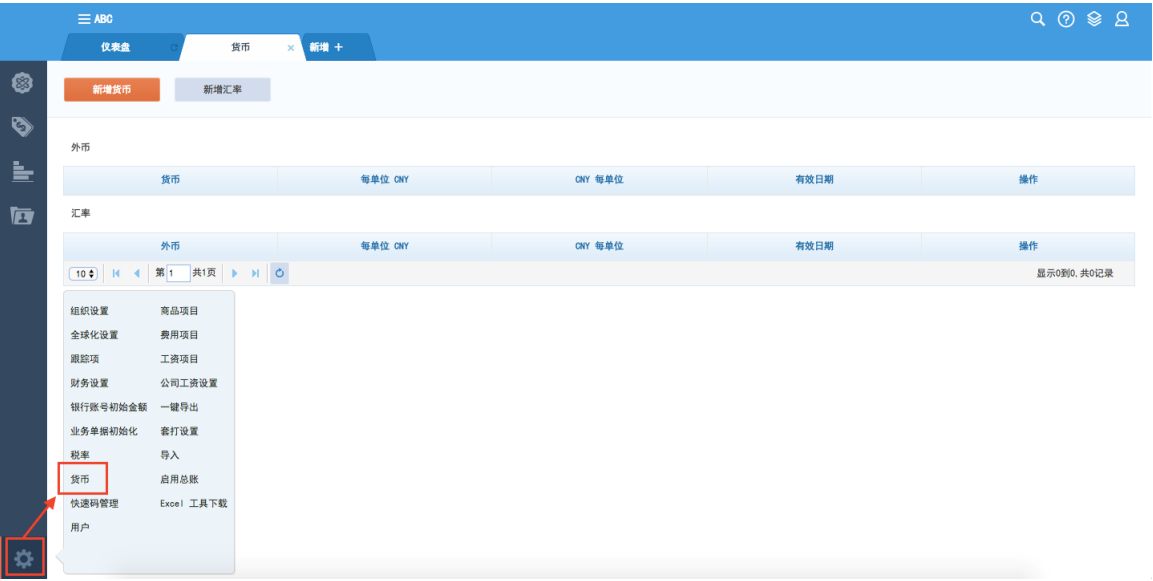 ABC
仪表盘 货币 × 新增 +
新增货币 新增汇率
外币
货币 每单位 CNY CNY 每单位 有效日期 操作
汇率
外币 每单位 CNY CNY 每单位 有效日期 操作
10 第 1 共1页 显示0到0, 共0记录
组织设置 商品项目
全球化设置 费用项目
跟踪项 工资项目
财务设置 公司工资设置
银行账号初始金额 一键导出
业务单据初始化 套打设置
税率 导入
货币 启用总账
快速码管理 Excel 工具下载
用户